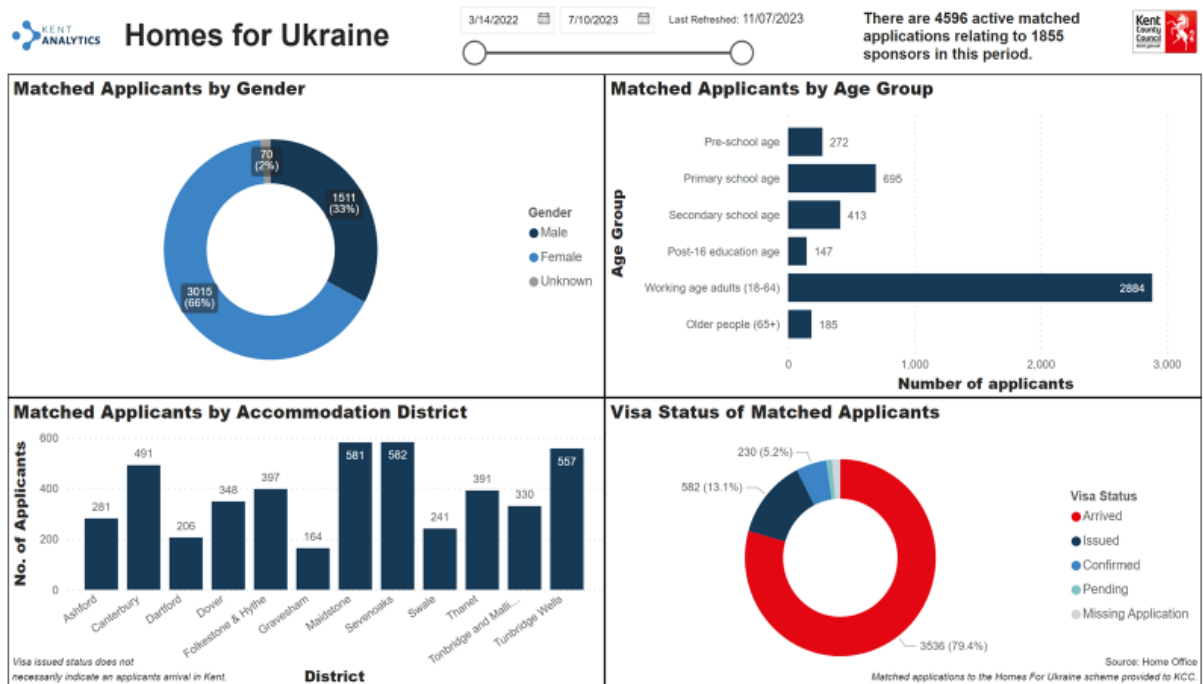 KENT
ANALYTICS
Homes for Ukraine
3/14/2022
7/10/2023
Last Refreshed: 11/07/2023
There are 4596 active matched
applications relating to 1855
sponsors in this period.
Kent
County
Council
kent.gov.uk
Matched Applicants by Gender
70
(2%)
1511
(33%)
3015
(66%)
Gender
Male
Female
Unknown
Matched Applicants by Age Group
Age Group
Pre-school age
272
Primary school age
695
Secondary school age
413
Post-16 education age
147
Working age adults (18-64)
2884
Older people (65+)
185
0
1,000
2,000
3,000
Number of applicants
Matched Applicants by Accommodation District
No. of Applicants
600
400
200
0
281
491
206
348
397
164
581
582
241
391
330
557
Ashford
Canterbury
Dartford
Dover
Folkestone & Hythe
Gravesham
Maidstone
Sevenoaks
Swale
Thanet
Tonbridge and Malli...
Tunbridge Wells
District
Visa issued status does not
necessarily indicate an applicants arrival in Kent.
Visa Status of Matched Applicants
230 (5.2%)
582 (13.1%)
3536 (79.4%)
Visa Status
Arrived
Issued
Confirmed
Pending
Missing Application
Source: Home Office
Matched applications to the Homes For Ukraine scheme provided to KCC.